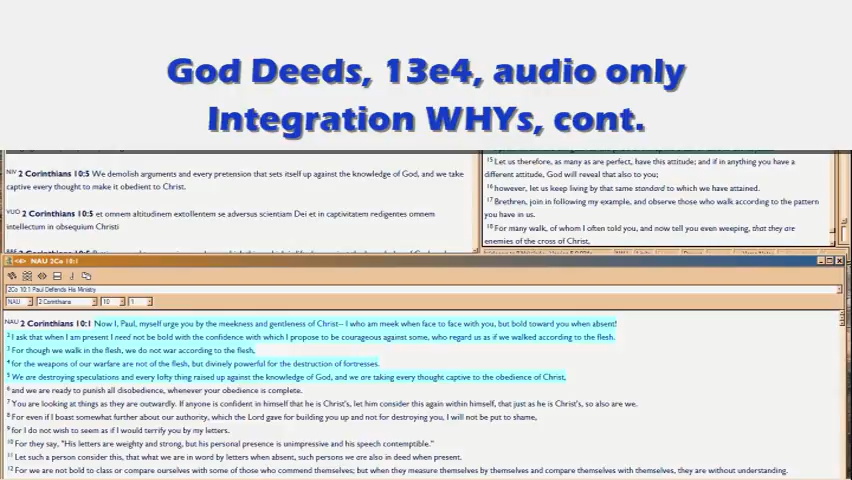 God Deeds, 13e4, audio only
Integration WHYs, cont.
NIV 2 Corinthians 10:5 We demolish arguments and every pretension that sets itself up against the knowledge of God, and we take
captive every thought to make it obedient to Christ.
VUO 2 Corinthians 10:5 et omnem altitudinem extollentem se adversus scientiam Dei et in captivitatem redigentes omnem
intellectum in obsequium Christi
15 Let us therefore, as many as are perfect, have this attitude; and if in anything you have a
different attitude, God will reveal that also to you;
16 however, let us keep living by that same standard to which we have attained.
17 Brethren, join in following my example, and observe those who walk according to the pattern
you have in us.
18 For many walk, of whom I often told you, and now tell you even weeping, that they are
enemies of the cross of Christ,
NAU 2Co 10:1
2Co 10:1 Paul Defends His Ministry
NAU 2 Corinthians 10 1
NAU 2 Corinthians 10:1 Now I, Paul, myself urge you by the meekness and gentleness of Christ-- I who am meek when face to face with you, but bold toward you when absent!
2 I ask that when I am present I need not be bold with the confidence with which I propose to be courageous against some, who regard us as if we walked according to the flesh.
3 For though we walk in the flesh, we do not war according to the flesh,
4 for the weapons of our warfare are not of the flesh, but divinely powerful for the destruction of fortresses.
5 We are destroying speculations and every lofty thing raised up against the knowledge of God, and we are taking every thought captive to the obedience of Christ,
6 and we are ready to punish all disobedience, whenever your obedience is complete.
7 You are looking at things as they are outwardly. If anyone is confident in himself that he is Christ's, let him consider this again within himself, that just as he is Christ's, so also are we.
8 For even if I boast somewhat further about our authority, which the Lord gave for building you up and not for destroying you, I will not be put to shame,
9 for I do not wish to seem as if I would terrify you by my letters.
10 For they say, "His letters are weighty and strong, but his personal presence is unimpressive and his speech contemptible."
11 Let such a person consider this, that what we are in word by letters when absent, such persons we are also in deed when present.
12 For we are not bold to class or compare ourselves with some of those who commend themselves; but when they measure themselves by themselves and compare themselves with themselves, they are without understanding.